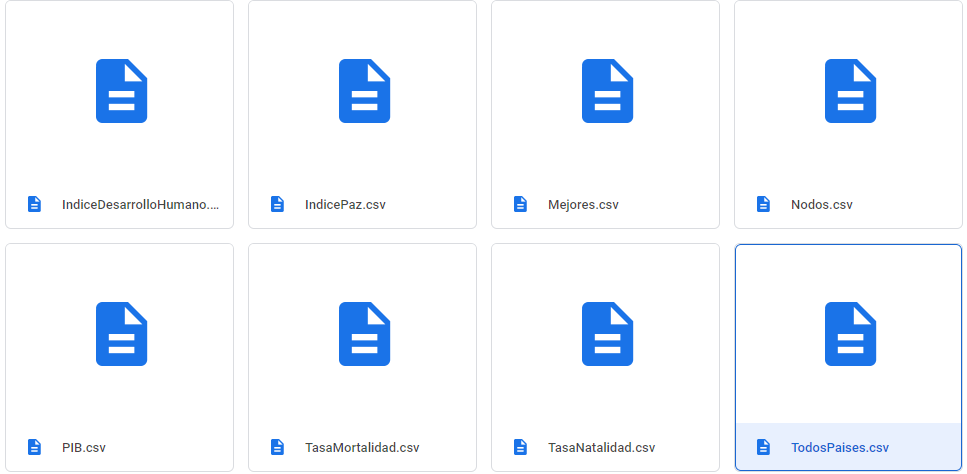 IndiceDesarrolloHumano....
IndicePaz.csv
Mejores.csv
Nodos.csv
PIB.csv
TasaMortalidad.csv
TasaNatalidad.csv
TodosPaises.csv